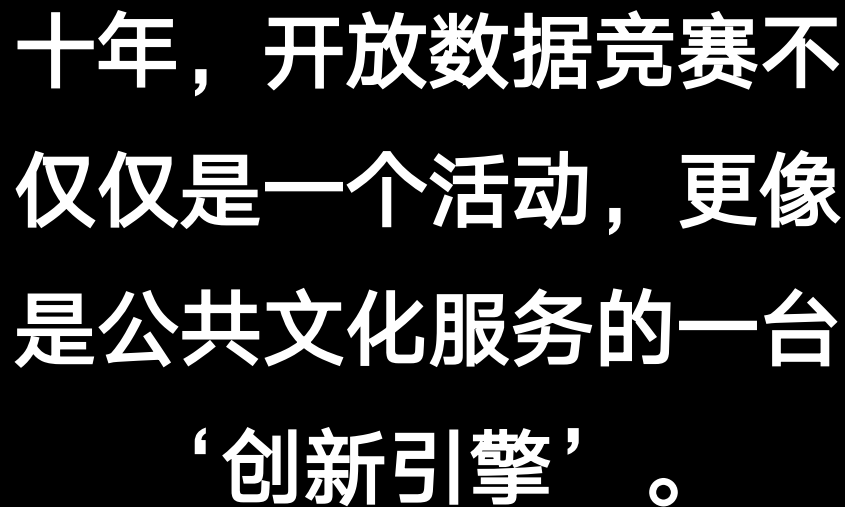 十年，开放数据竞赛不
仅仅是一个活动，更像
是公共文化服务的一台
‘创新引擎’。